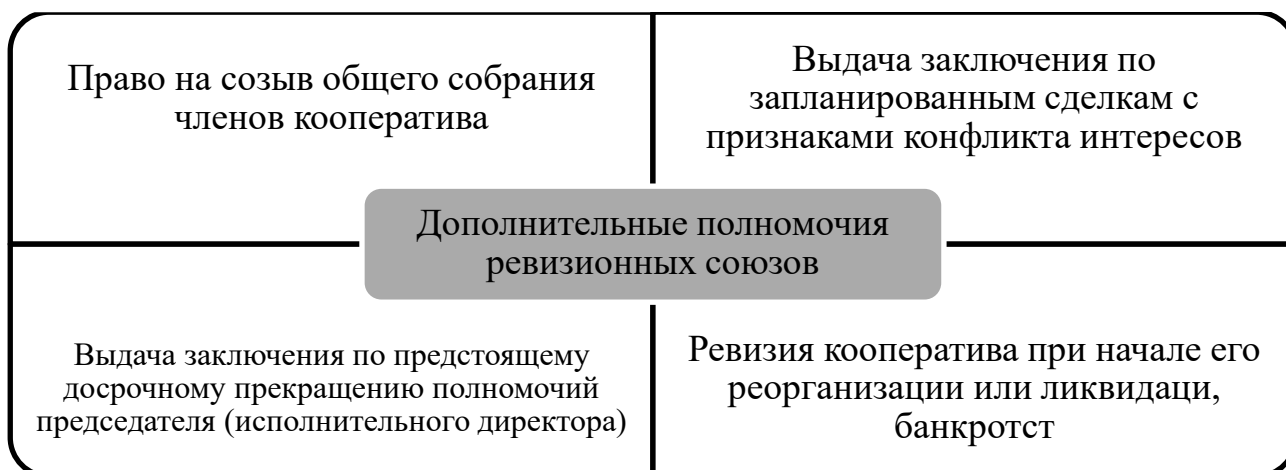 Право на созыв общего собрания
членов кооператива
Выдача заключения по
запланированным сделкам с
признаками конфликта интересов
Дополнительные полномочия
ревизионных союзов
Выдача заключения по предстоящему
досрочному прекращению полномочий
председателя (исполнительного директора)
Ревизия кооператива при начале его
реорганизации или ликвидаци,
банкротст